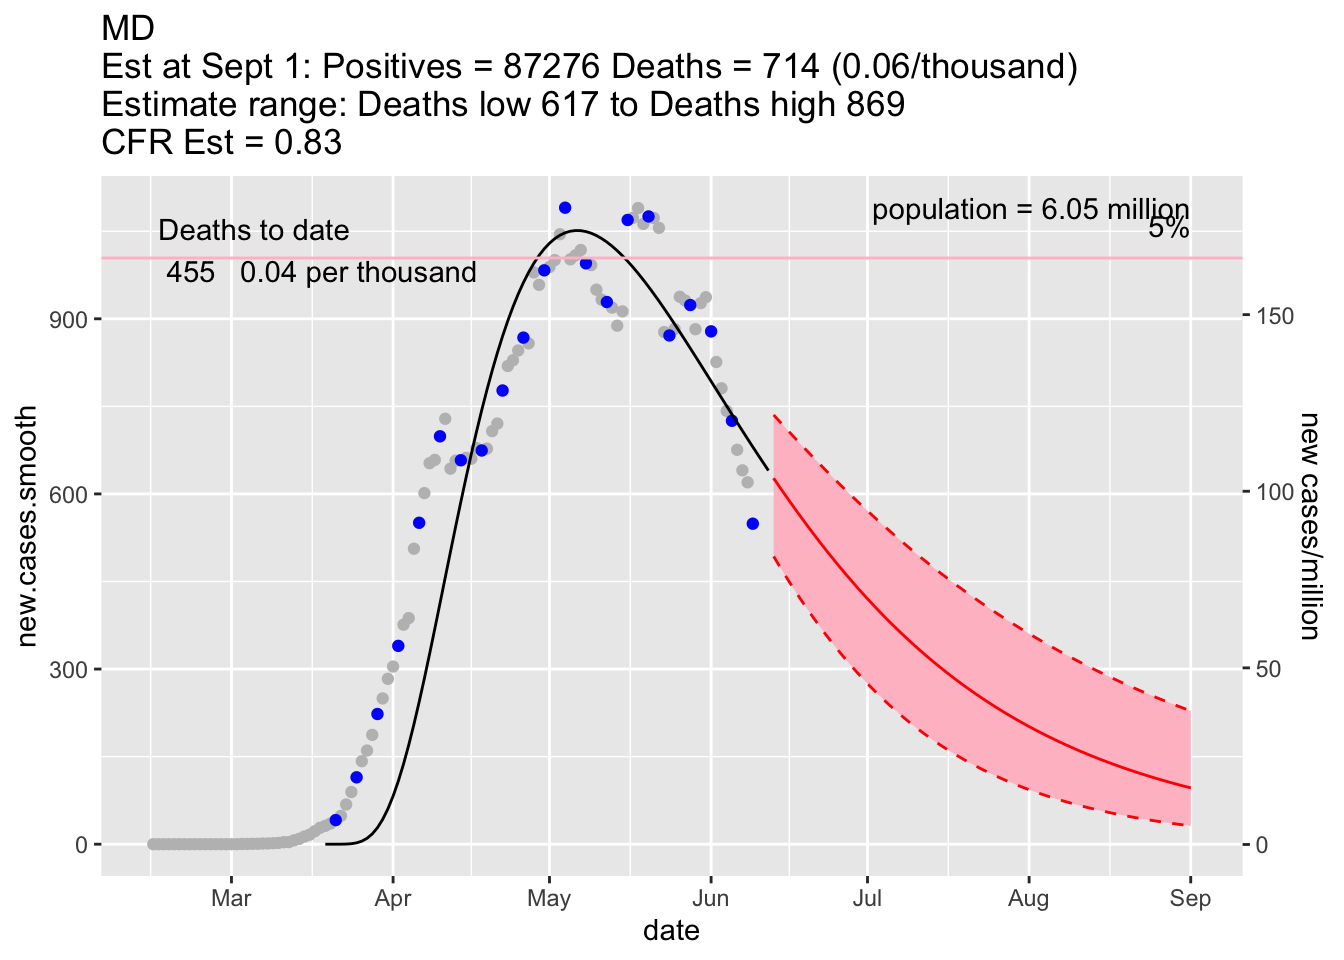 MD
Est at Sept 1: Positives = 87276 Deaths = 714 (0.06/thousand)
Estimate range: Deaths low 617 to Deaths high 869
CFR Est = 0.83
population = 6.05 million
5%
Deaths to date
455 0.04 per thousand
900
600
300
0
150
100
50
0
new.cases.smooth
new cases/million
Mar Apr May Jun Jul Aug Sep
date